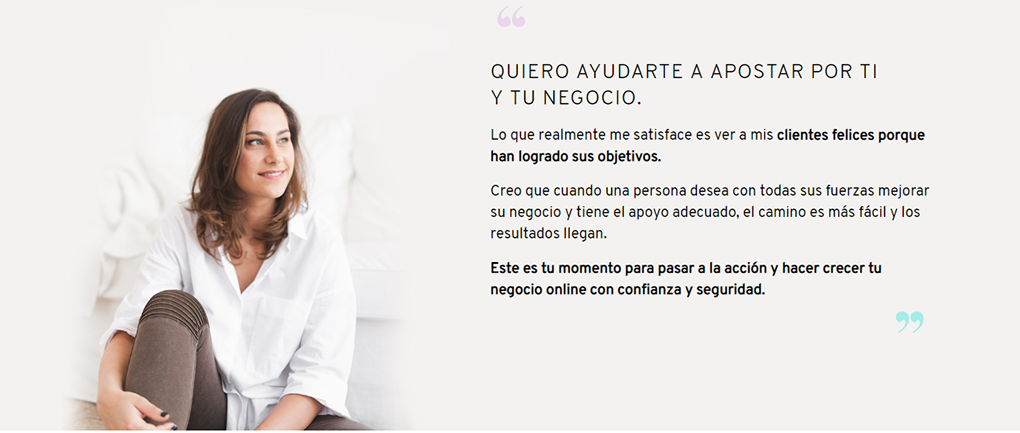 “
QUIERO AYUDARTE A APOSTAR POR TI
Y TU NEGOCIO.
Lo que realmente me satisface es ver a mis clientes felices porque
han logrado sus objetivos.
Creo que cuando una persona desea con todas sus fuerzas mejorar
su negocio y tiene el apoyo adecuado, el camino es más fácil y los
resultados llegan.
Este es tu momento para pasar a la acción y hacer crecer tu
negocio online con confianza y seguridad.
”